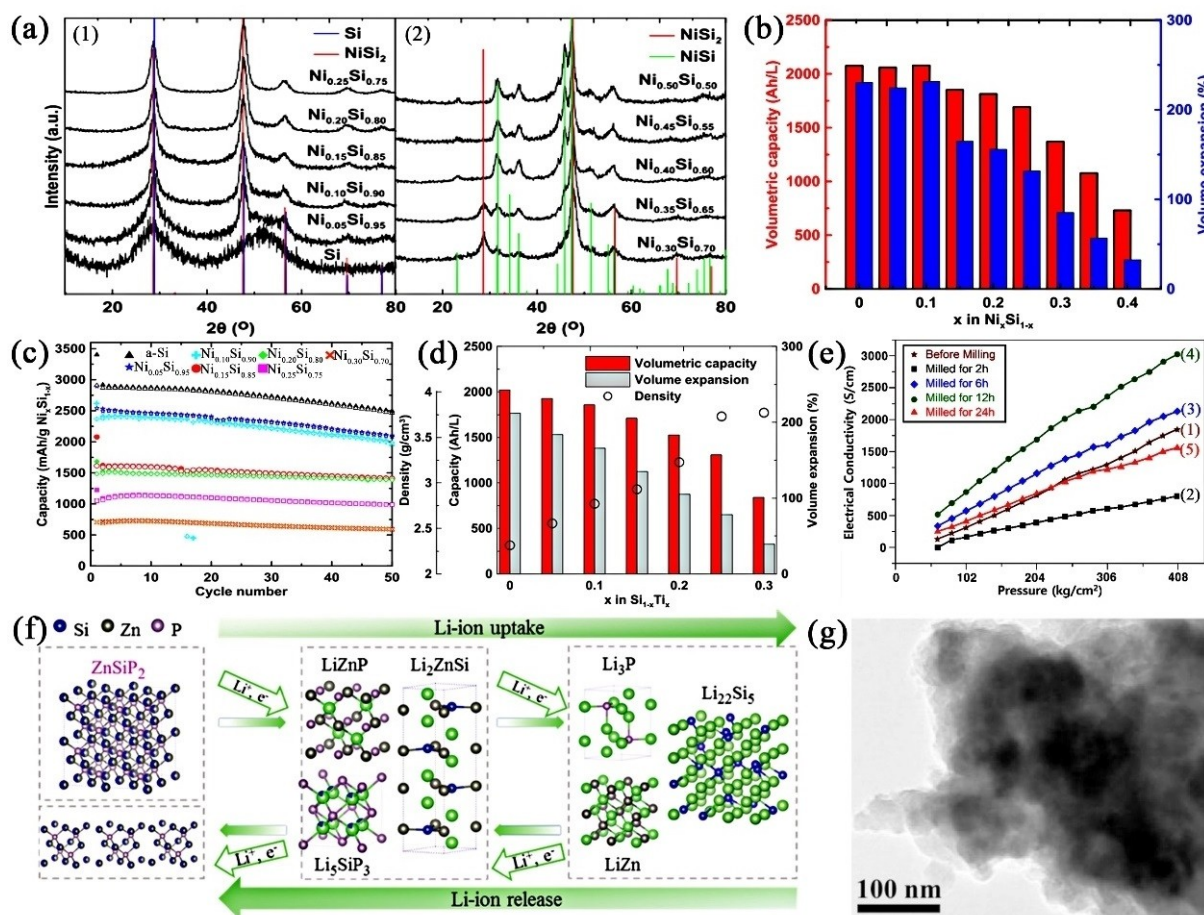 (a)
(1)
Si
NiSi2
Ni0.25Si0.75
Ni0.20Si0.80
Ni0.15Si0.85
Ni0.10Si0.90
Ni0.05Si0.95
Si
Intensity (a.u.)
20 40 60 80
2θ (O)
(2)
NiSi2
NiSi
Ni0.50Si0.50
Ni0.45Si0.55
Ni0.40Si0.60
Ni0.35Si0.65
Ni0.30Si0.70
20 40 60 80
2θ (O)
(b)
Volumetric capacity (Ah/L)
2500
2000
1500
1000
500
0
0 0.1 0.2 0.3 0.4
x in NixSi1-x
300
200
100
0
Volume expansion (%)
(c)
Capacity (mAh/g NixSi1-x)
3500
3000
2500
2000
1500
1000
500
0
a-Si
Ni0.10Si0.90
Ni0.20Si0.80
Ni0.30Si0.70
Ni0.05Si0.95
Ni0.15Si0.85
Ni0.25Si0.75
0 10 20 30 40 50
Cycle number
(d)
Density (g/cm3)
4
3.5
3
2.5
2
Capacity (Ah/L)
2500
2000
1500
1000
500
0
Volumetric capacity
Volume expansion
Density
0 0.1 0.2 0.3
x in Si1-xTix
300
200
100
0
Volume expansion (%)
(e)
Electrical Conductivity (S/cm)
3000
2500
2000
1500
1000
500
0
Before Milling
Milled for 2h
Milled for 6h
Milled for 12h
Milled for 24h
(4)
(3)
(1)
(5)
(2)
0 102 204 306 408
Pressure (kg/cm2)
(f)
Si Zn P
Li-ion uptake
ZnSiP2
Li+, e-
LiZnP
Li2ZnSi
Li+, e-
Li3P
Li22Si5
Li+, e-
Li5SiP3
Li+, e-
LiZn
Li-ion release
(g)
100 nm